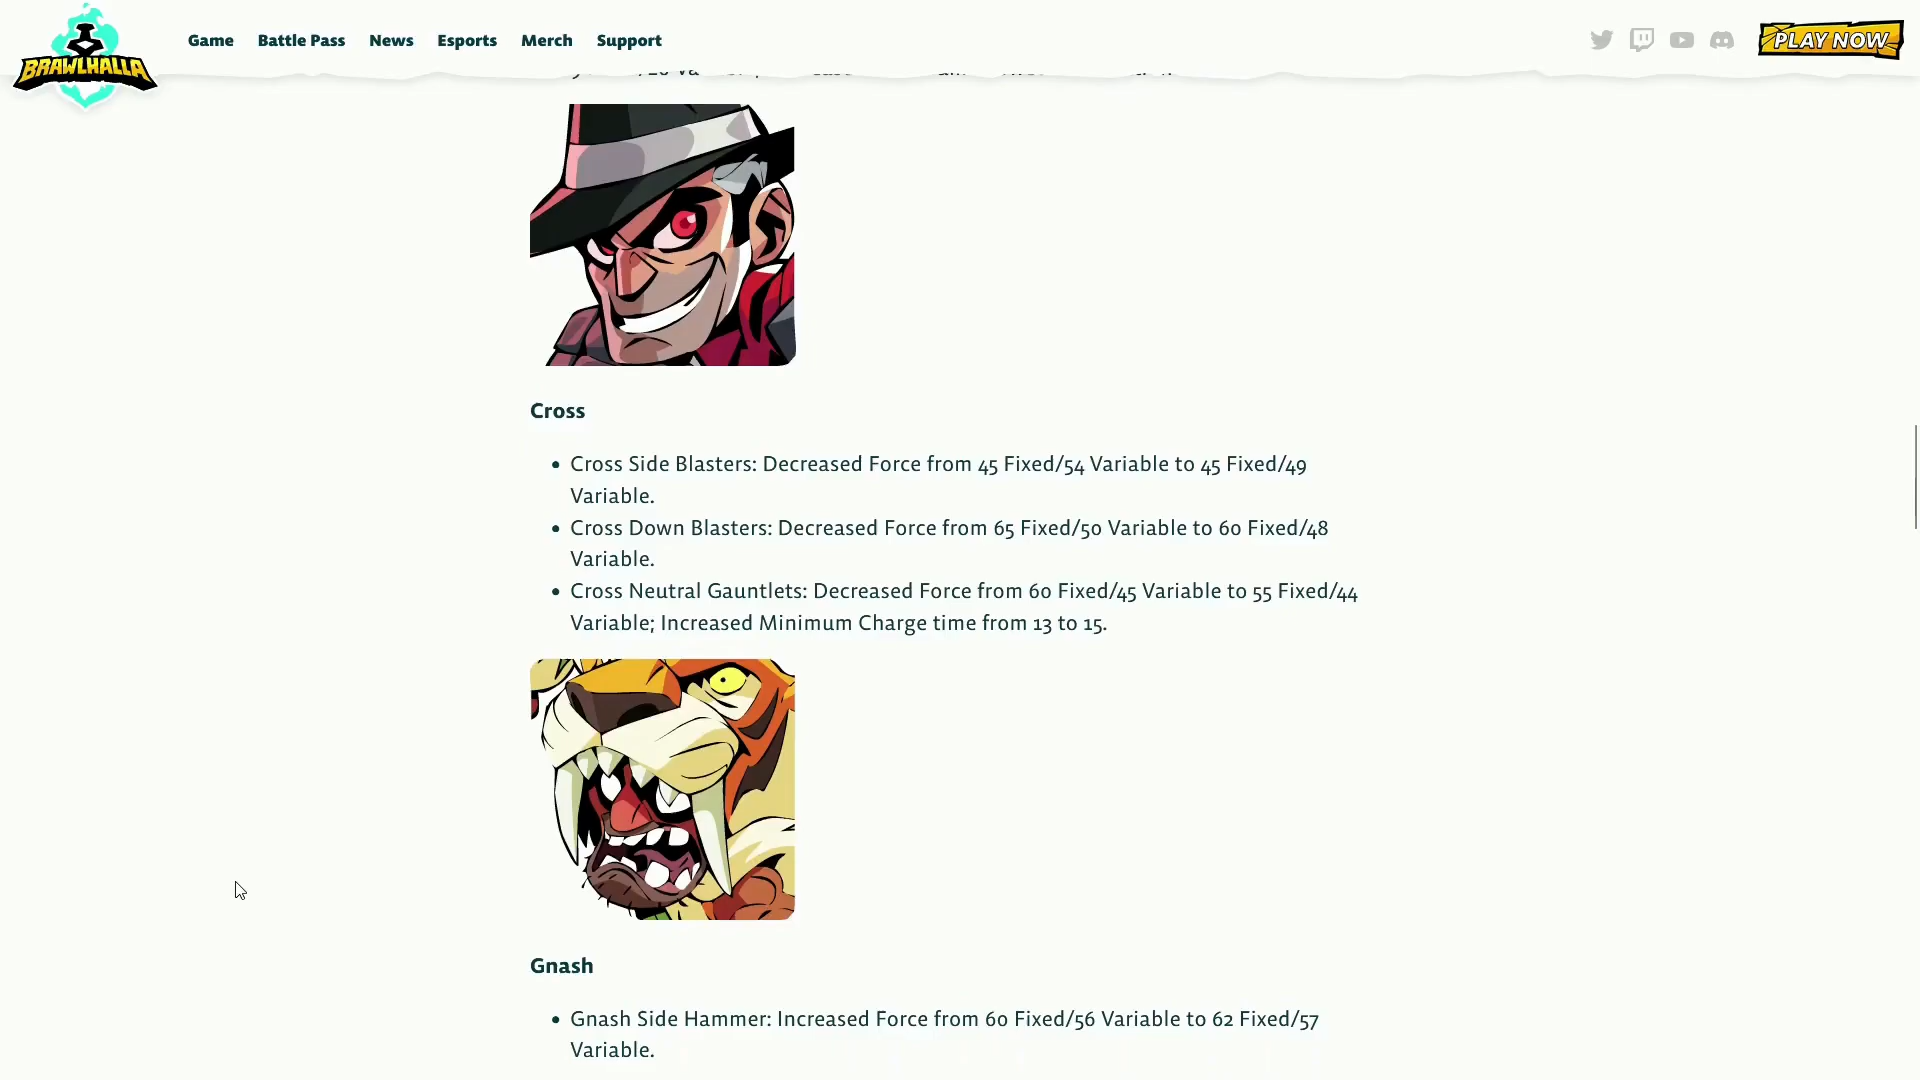 BRAWLHALLA
Game Battle Pass News Esports Merch Support
PLAY NOW
Cross
• Cross Side Blasters: Decreased Force from 45 Fixed/54 Variable to 45 Fixed/49
Variable.
• Cross Down Blasters: Decreased Force from 65 Fixed/50 Variable to 60 Fixed/48
Variable.
• Cross Neutral Gauntlets: Decreased Force from 60 Fixed/45 Variable to 55 Fixed/44
Variable; Increased Minimum Charge time from 13 to 15.
Gnash
• Gnash Side Hammer: Increased Force from 60 Fixed/56 Variable to 62 Fixed/57
Variable.